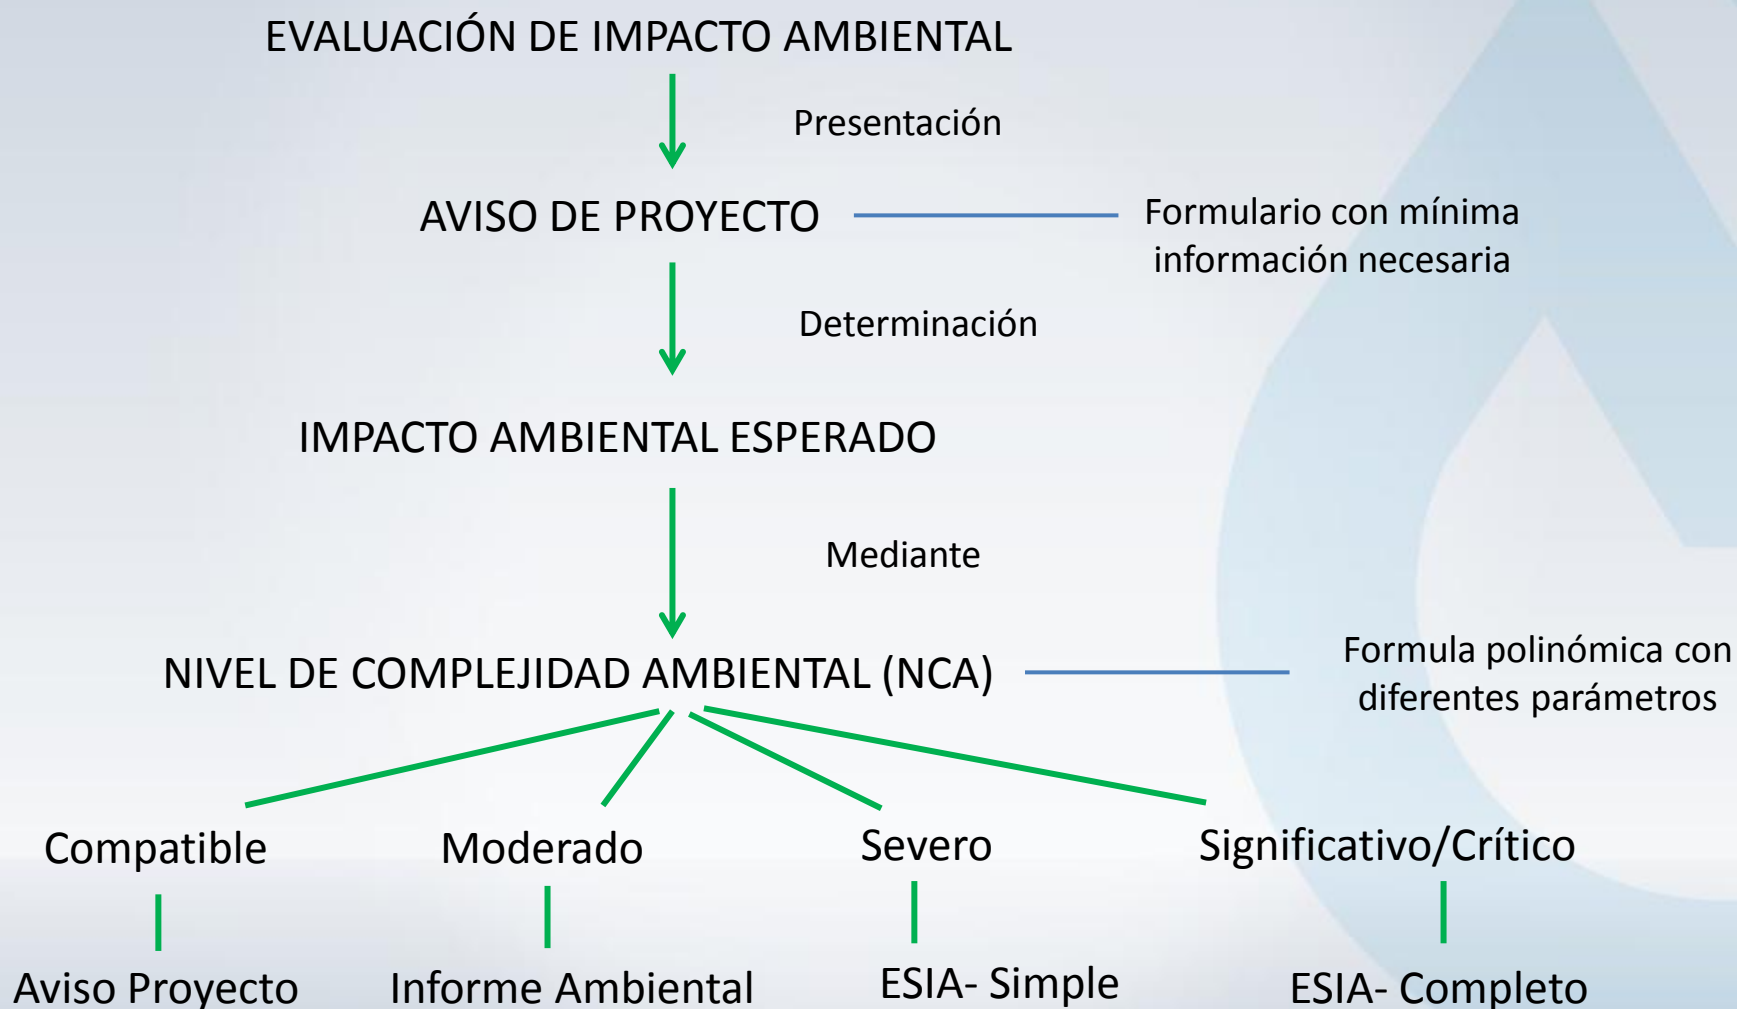 EVALUACIÓN DE IMPACTO AMBIENTAL
Presentación
AVISO DE PROYECTO
Formulario con mínima
información necesaria
Determinación
IMPACTO AMBIENTAL ESPERADO
Mediante
NIVEL DE COMPLEJIDAD AMBIENTAL (NCA)
Formula polinómica con
diferentes parámetros
Compatible
Moderado
Severo
Significativo/Crítico
Aviso Proyecto
Informe Ambiental
ESIA- Simple
ESIA- Completo